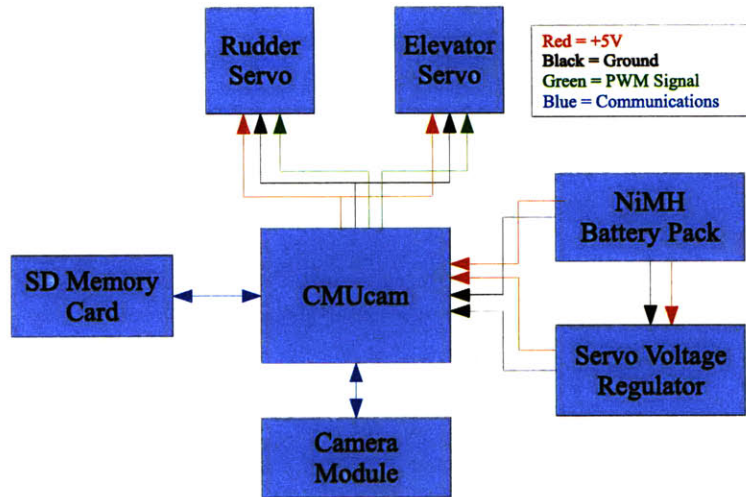 Rudder
Servo
Elevator
Servo
Red = +5V
Black = Ground
Green = PWM Signal
Blue = Communications
NiMH
Battery Pack
SD Memory
Card
CMUcam
Servo Voltage
Regulator
Camera
Module